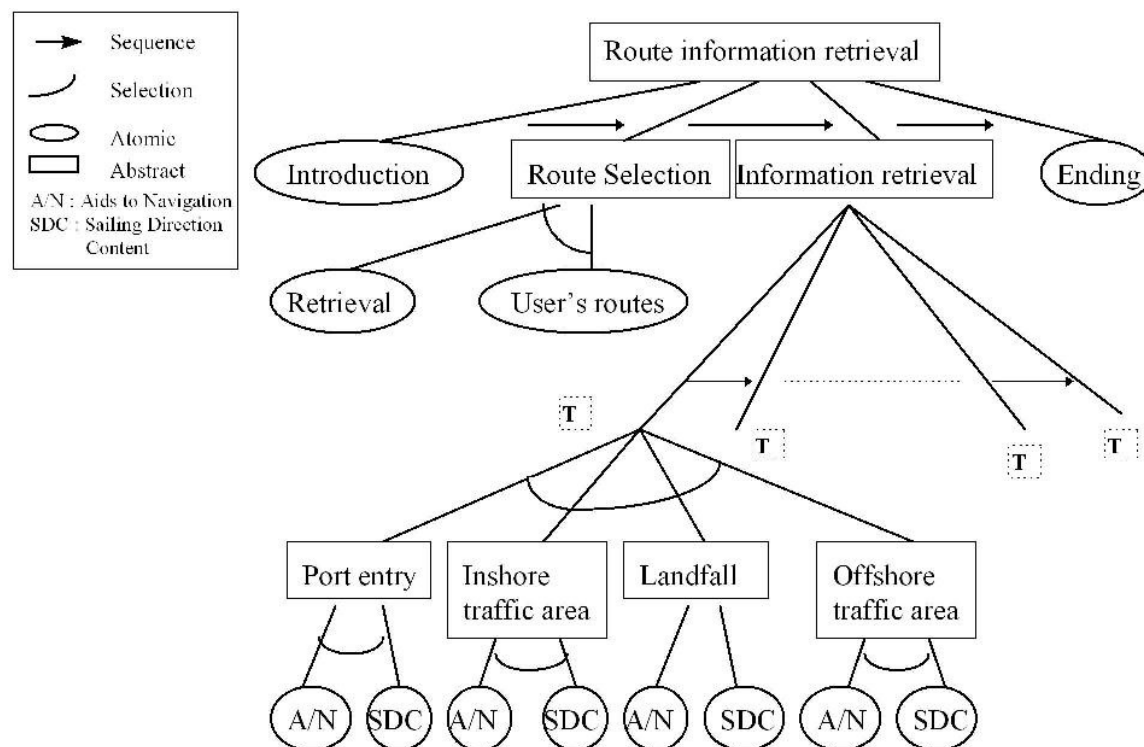 Sequence
Selection
Atomic
Abstract
A/N : Aids to Navigation
SDC : Sailing Direction
Content
Route information retrieval
Introduction
Route Selection
Information retrieval
Ending
Retrieval
User's routes
T
T
T
T
Port entry
Inshore
traffic area
Landfall
Offshore
traffic area
A/N
SDC
A/N
SDC
A/N
SDC
A/N
SDC